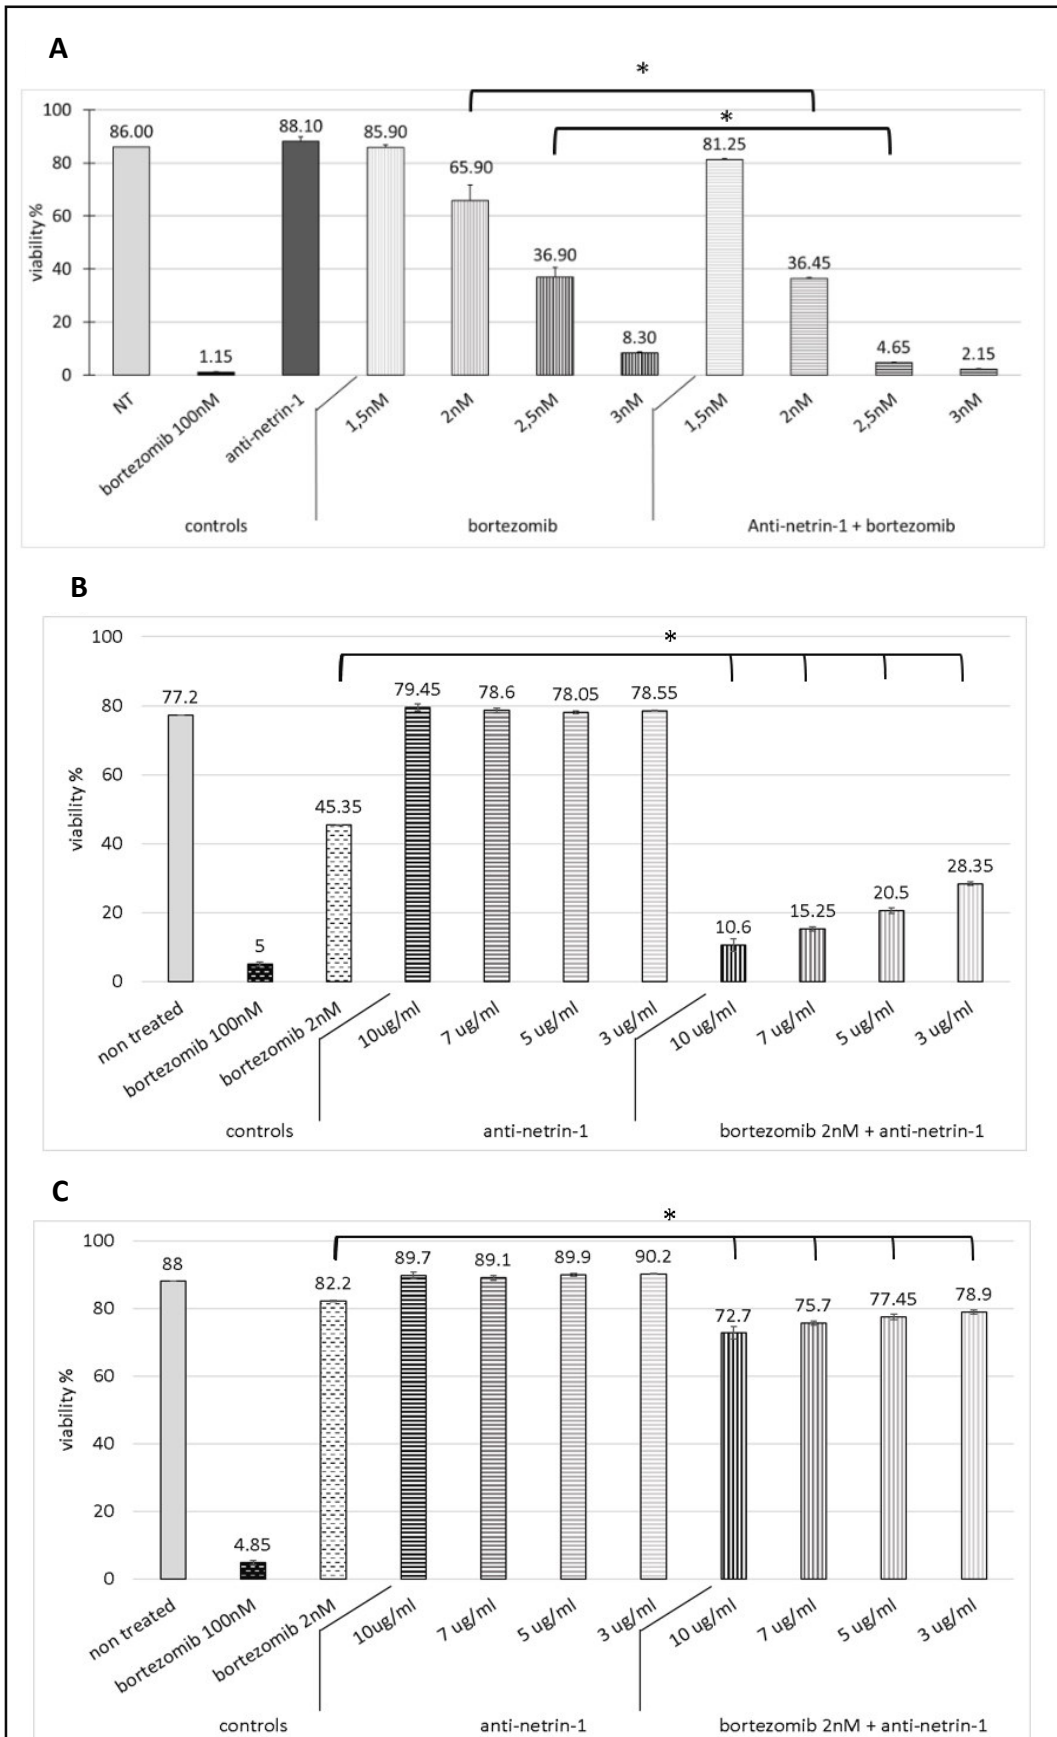 A
*
*
100
80
60
40
20
0
viability %
86.00
1.15
88.10
85.90
65.90
36.90
8.30
81.25
36.45
4.65
2.15
NT
bortezomib 100nM
anti-netrin-1
1,5nM
2nM
2,5nM
3nM
1,5nM
2nM
2,5nM
3nM
controls
bortezomib
Anti-netrin-1 + bortezomib
B
*
100
80
60
40
20
0
viability %
77.2
5
45.35
79.45
78.6
78.05
78.55
10.6
15.25
20.5
28.35
non treated
bortezomib 100nM
bortezomib 2nM
10ug/ml
7 ug/ml
5 ug/ml
3 ug/ml
10 ug/ml
7 ug/ml
5 ug/ml
3 ug/ml
controls
anti-netrin-1
bortezomib 2nM + anti-netrin-1
C
*
100
80
60
40
20
0
viability %
88
4.85
82.2
89.7
89.1
89.9
90.2
72.7
75.7
77.45
78.9
non treated
bortezomib 100nM
bortezomib 2nM
10ug/ml
7 ug/ml
5 ug/ml
3 ug/ml
10 ug/ml
7 ug/ml
5 ug/ml
3 ug/ml
controls
anti-netrin-1
bortezomib 2nM + anti-netrin-1